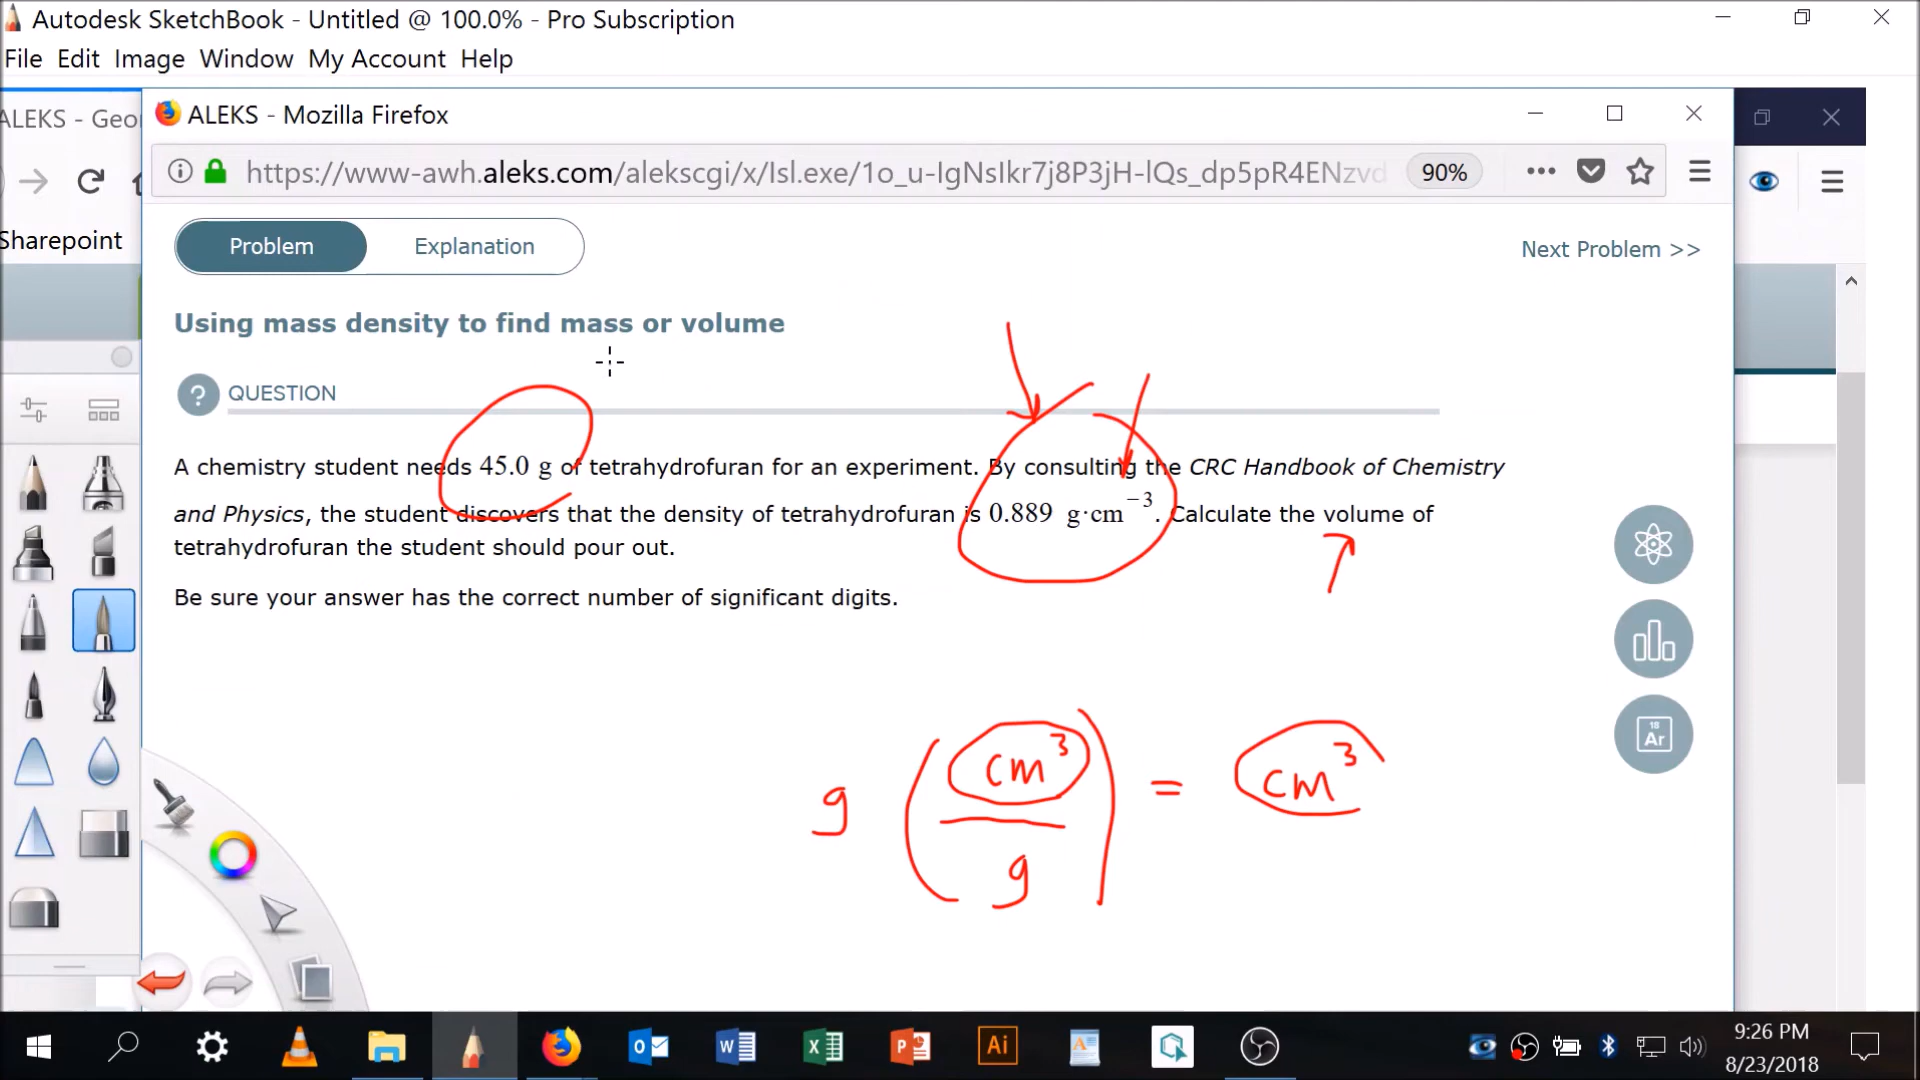 Autodesk SketchBook - Untitled @ 100.0% - Pro Subscription
File Edit Image Window My Account Help
ALEKS - Geor
ALEKS - Mozilla Firefox
https://www-awh.aleks.com/alekscgi/x/Isl.exe/1o_u-IgNsIkr7j8P3jH-lQs_dp5pR4ENzvd
90%
Sharepoint
Problem
Explanation
Next Problem >>
Using mass density to find mass or volume
? QUESTION
A chemistry student needs 45.0 g of tetrahydrofuran for an experiment. By consulting the CRC Handbook of Chemistry
and Physics, the student discovers that the density of tetrahydrofuran is 0.889 g·cm⁻³. Calculate the volume of
tetrahydrofuran the student should pour out.
Be sure your answer has the correct number of significant digits.
18
Ar
g (cm³/g) = cm³
9:26 PM
8/23/2018